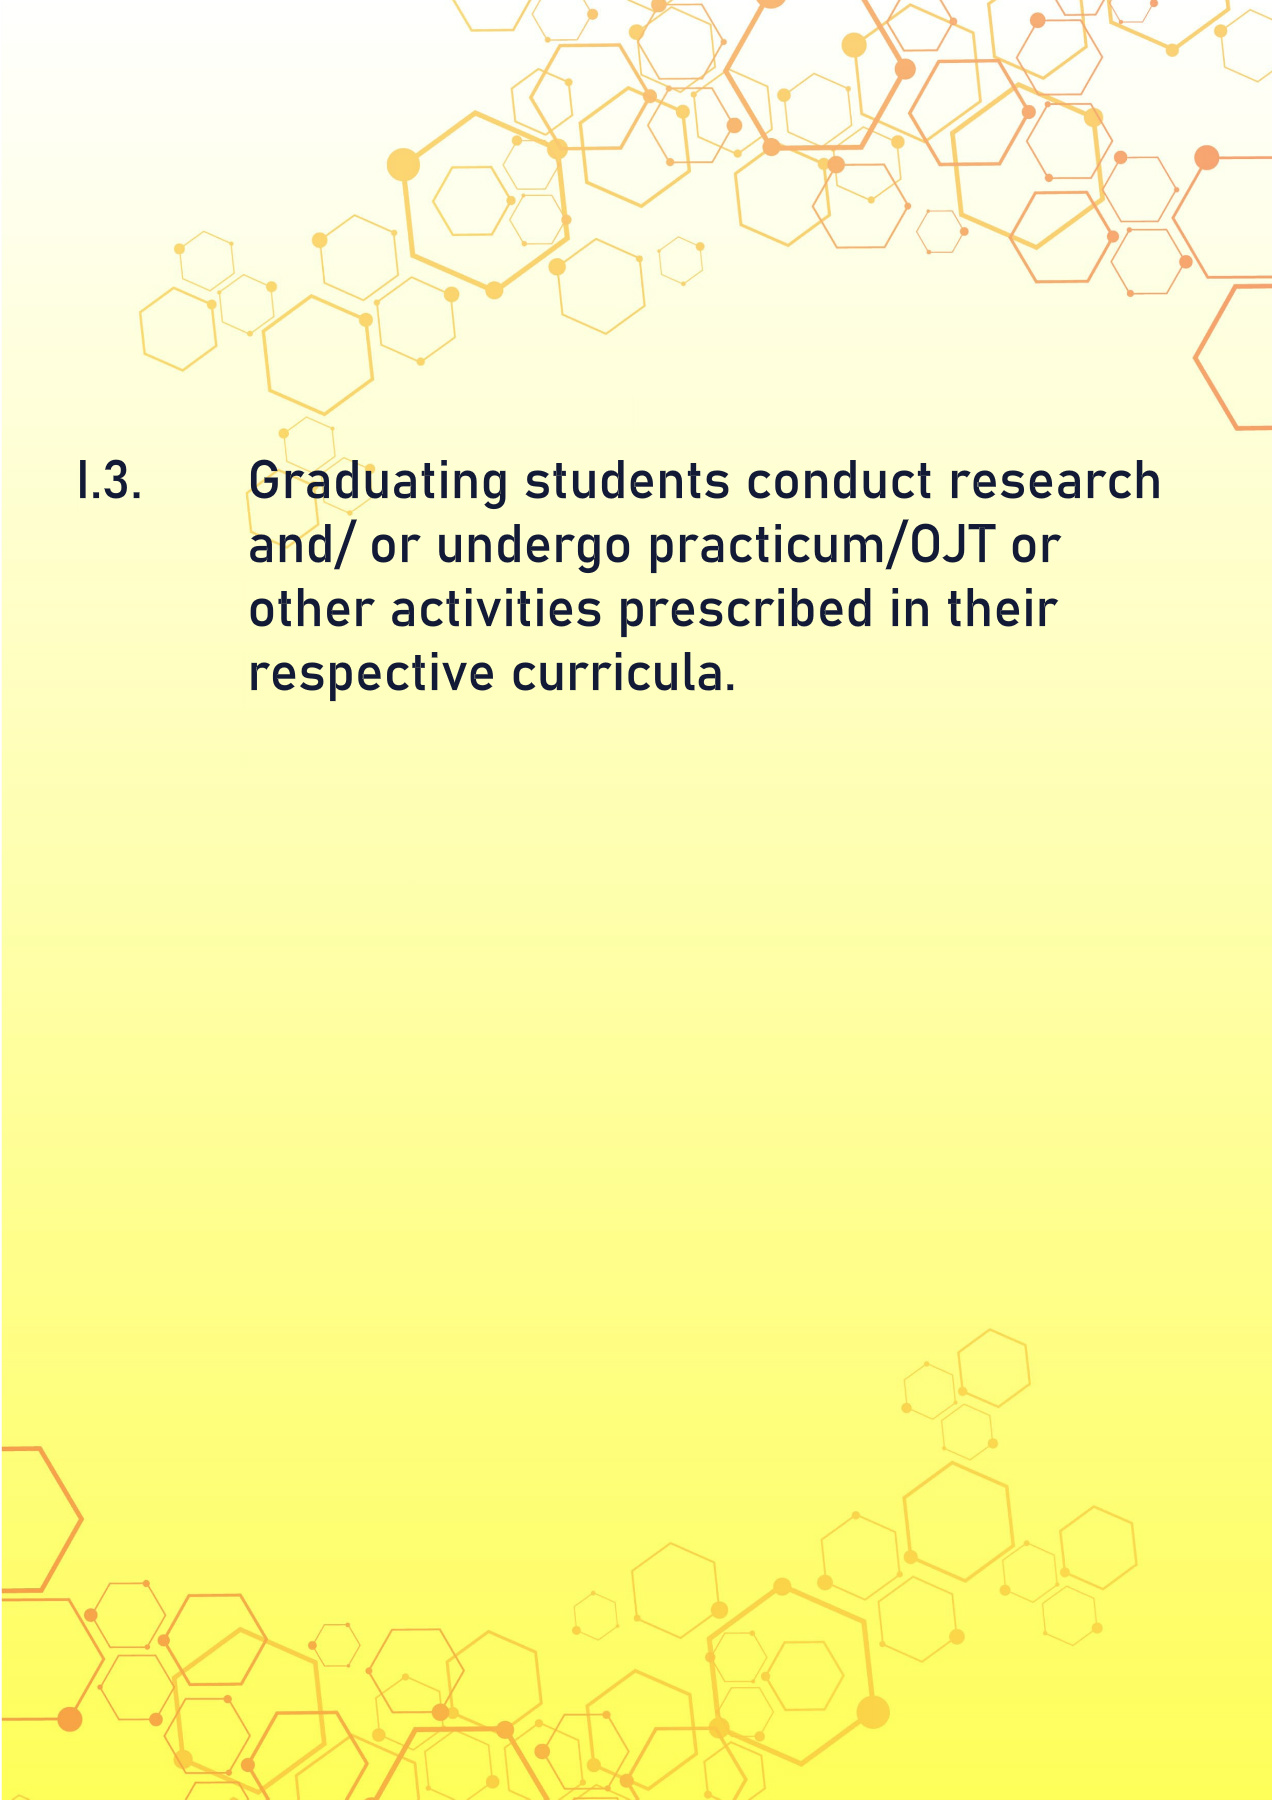 I.3. Graduating students conduct research
and/ or undergo practicum/OJT or
other activities prescribed in their
respective curricula.